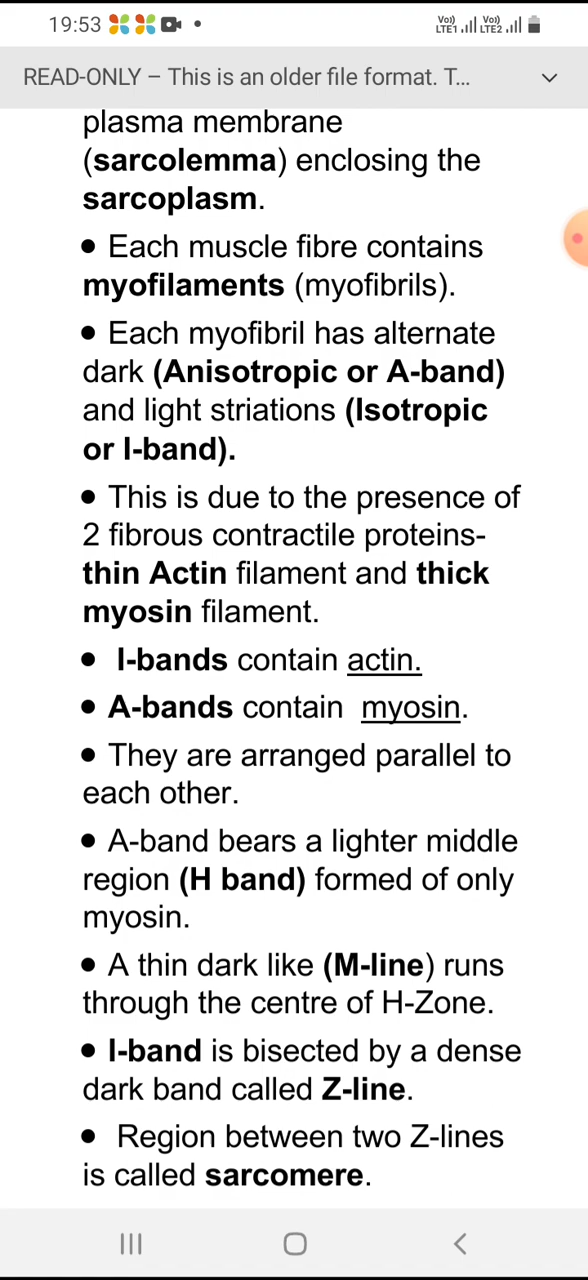 19:53
Vo)) LTE1 Vo)) LTE2
READ-ONLY – This is an older file format. T...
plasma membrane
(sarcolemma) enclosing the
sarcoplasm.
• Each muscle fibre contains
myofilaments (myofibrils).
• Each myofibril has alternate
dark (Anisotropic or A-band)
and light striations (Isotropic
or I-band).
• This is due to the presence of
2 fibrous contractile proteins-
thin Actin filament and thick
myosin filament.
• I-bands contain actin.
• A-bands contain myosin.
• They are arranged parallel to
each other.
• A-band bears a lighter middle
region (H band) formed of only
myosin.
• A thin dark like (M-line) runs
through the centre of H-Zone.
• I-band is bisected by a dense
dark band called Z-line.
• Region between two Z-lines
is called sarcomere.